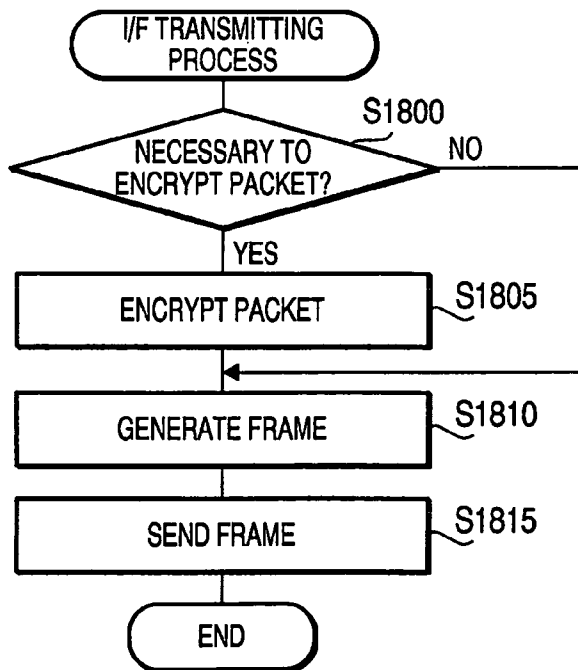 I/F TRANSMITTING
PROCESS
S1800
NECESSARY TO
ENCRYPT PACKET?
NO
YES
ENCRYPT PACKET
S1805
GENERATE FRAME
S1810
SEND FRAME
S1815
END